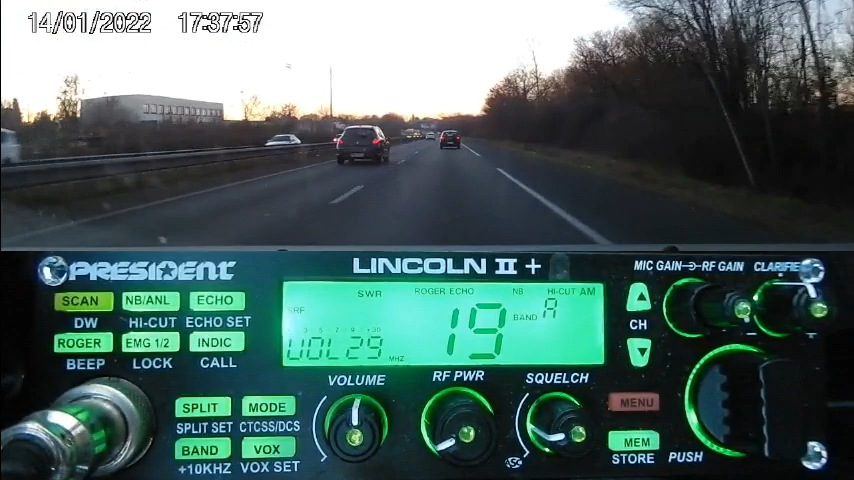 14/01/2022 17:37:57
PRESIDENT
LINCOLN II +
MIC GAIN RF GAIN CLARIFIER
SCAN NB/ANL ECHO
DW HI-CUT ECHO SET
ROGER EMG 1/2 INDIC
BEEP LOCK CALL
SWR ROGER ECHO NB HI-CUT AM
SRF
19 BAND A
VOL29 MHZ
CH
VOLUME RF PWR SQUELCH
SPLIT MODE
SPLIT SET CTCSS/DCS
BAND VOX
+10KHZ VOX SET
MENU
MEM
STORE PUSH
ASC